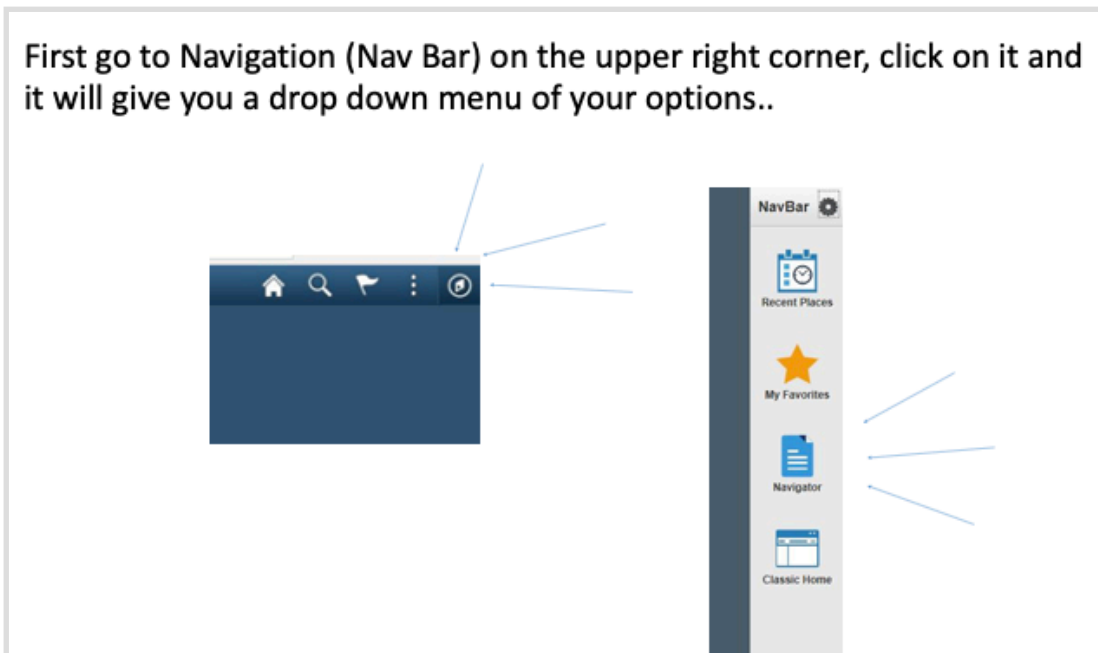 First go to Navigation (Nav Bar) on the upper right corner, click on it and
it will give you a drop down menu of your options..
NavBar
Recent Places
My Favorites
Navigator
Classic Home